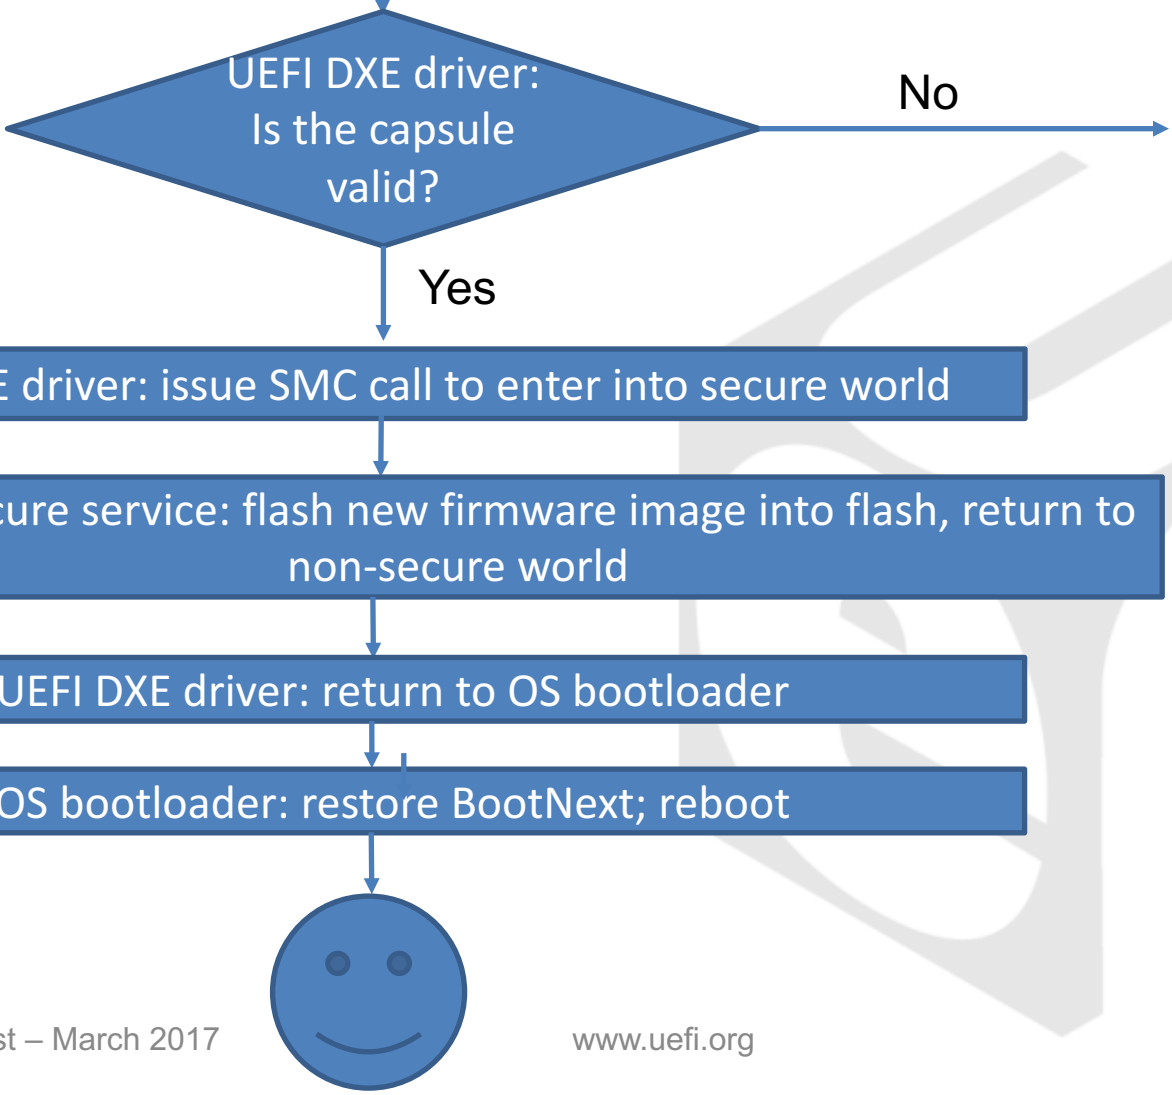 UEFI DXE driver:
Is the capsule
valid?
No
Yes
driver: issue SMC call to enter into secure world
service: flash new firmware image into flash, return to
non-secure world
UEFI DXE driver: return to OS bootloader
OS bootloader: restore BootNext; reboot
– March 2017
www.uefi.org